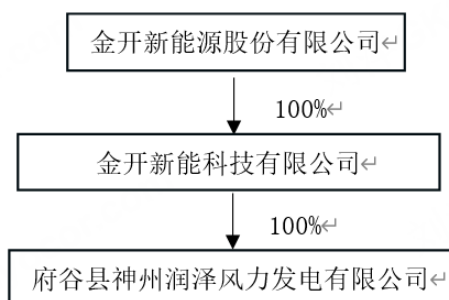 金开新能源股份有限公司↵
100%↵
金开新能科技有限公司↵
100%↵
府谷县神州润泽风力发电有限公司↵